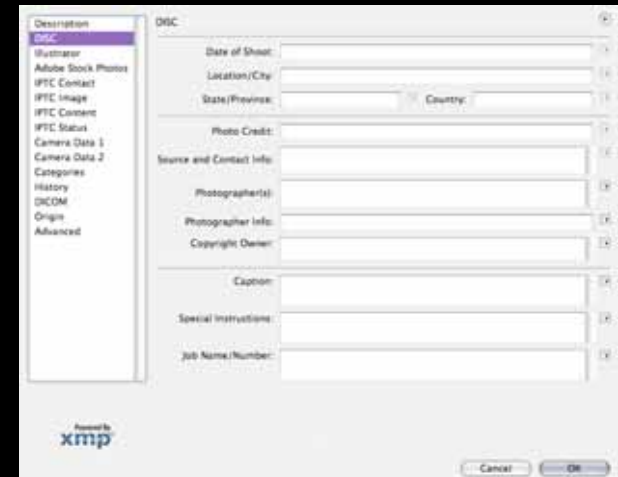 Description
DISC
Illustrator
Adobe Stock Photos
IPTC Contact
IPTC Image
IPTC Content
IPTC Status
Camera Data 1
Camera Data 2
Categories
History
DICOM
Origin
Advanced
DISC
Date of Shoot:
Location/City:
State/Province:
Country:
Photo Credit:
Source and Contact Info:
Photographer(s):
Photographer Info:
Copyright Owner:
Caption:
Special Instructions:
Job Name/Number:
Powered By
xmp
Cancel
OK